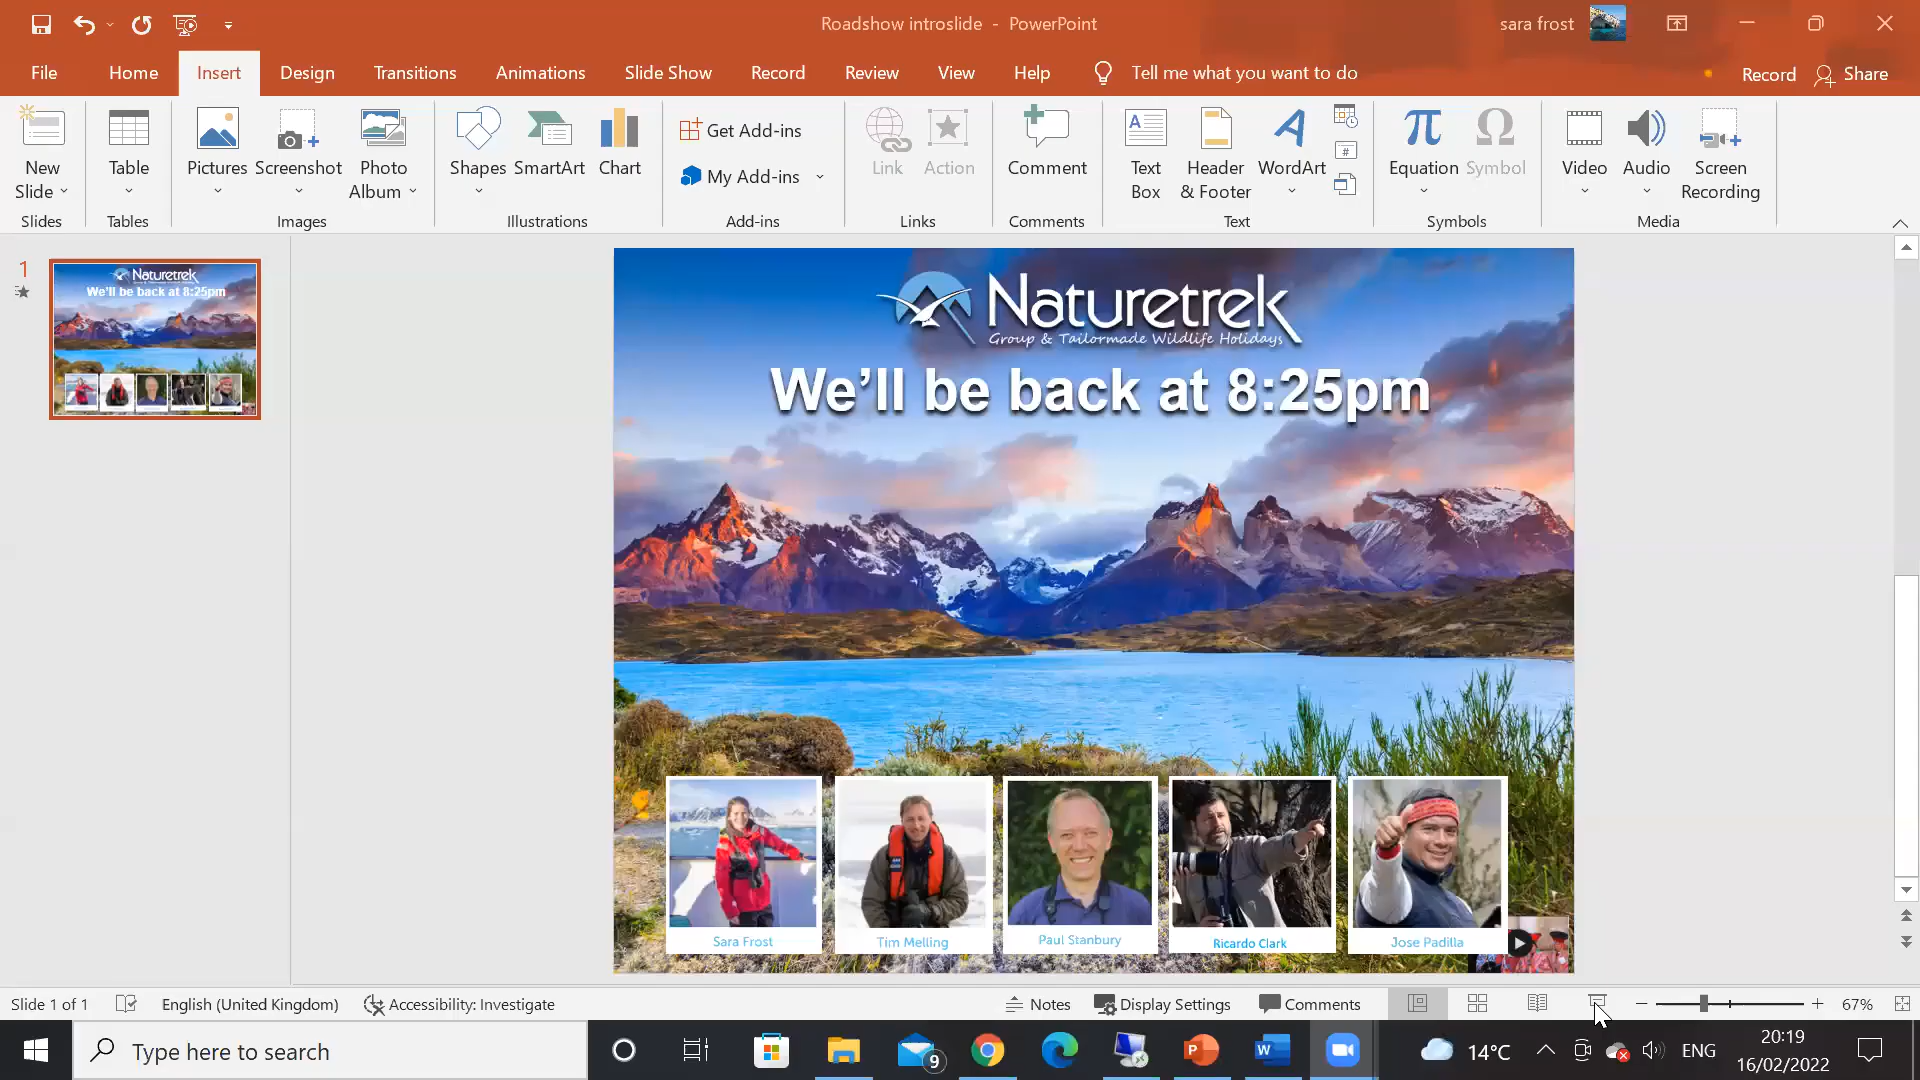 Roadshow introslide - PowerPoint
sara frost
File Home Insert Design Transitions Animations Slide Show Record Review View Help Tell me what you want to do Record Share
New Slide
Table
Pictures
Screenshot
Photo Album
Shapes
SmartArt
Chart
Get Add-ins
My Add-ins
Link
Action
Comment
Text Box
Header & Footer
WordArt
Equation
Symbol
Video
Audio
Screen Recording
Slides Tables Images Illustrations Add-ins Links Comments Text Symbols Media
1
Naturetrek
Group & Tailormade Wildlife Holidays
We'll be back at 8:25pm
Naturetrek
Group & Tailormade Wildlife Holidays
We'll be back at 8:25pm
Sara Frost
Tim Melling
Paul Stanbury
Ricardo Clark
Jose Padilla
Slide 1 of 1 English (United Kingdom) Accessibility: Investigate Notes Display Settings Comments 67%
Type here to search
9
14°C
ENG
20:19
16/02/2022